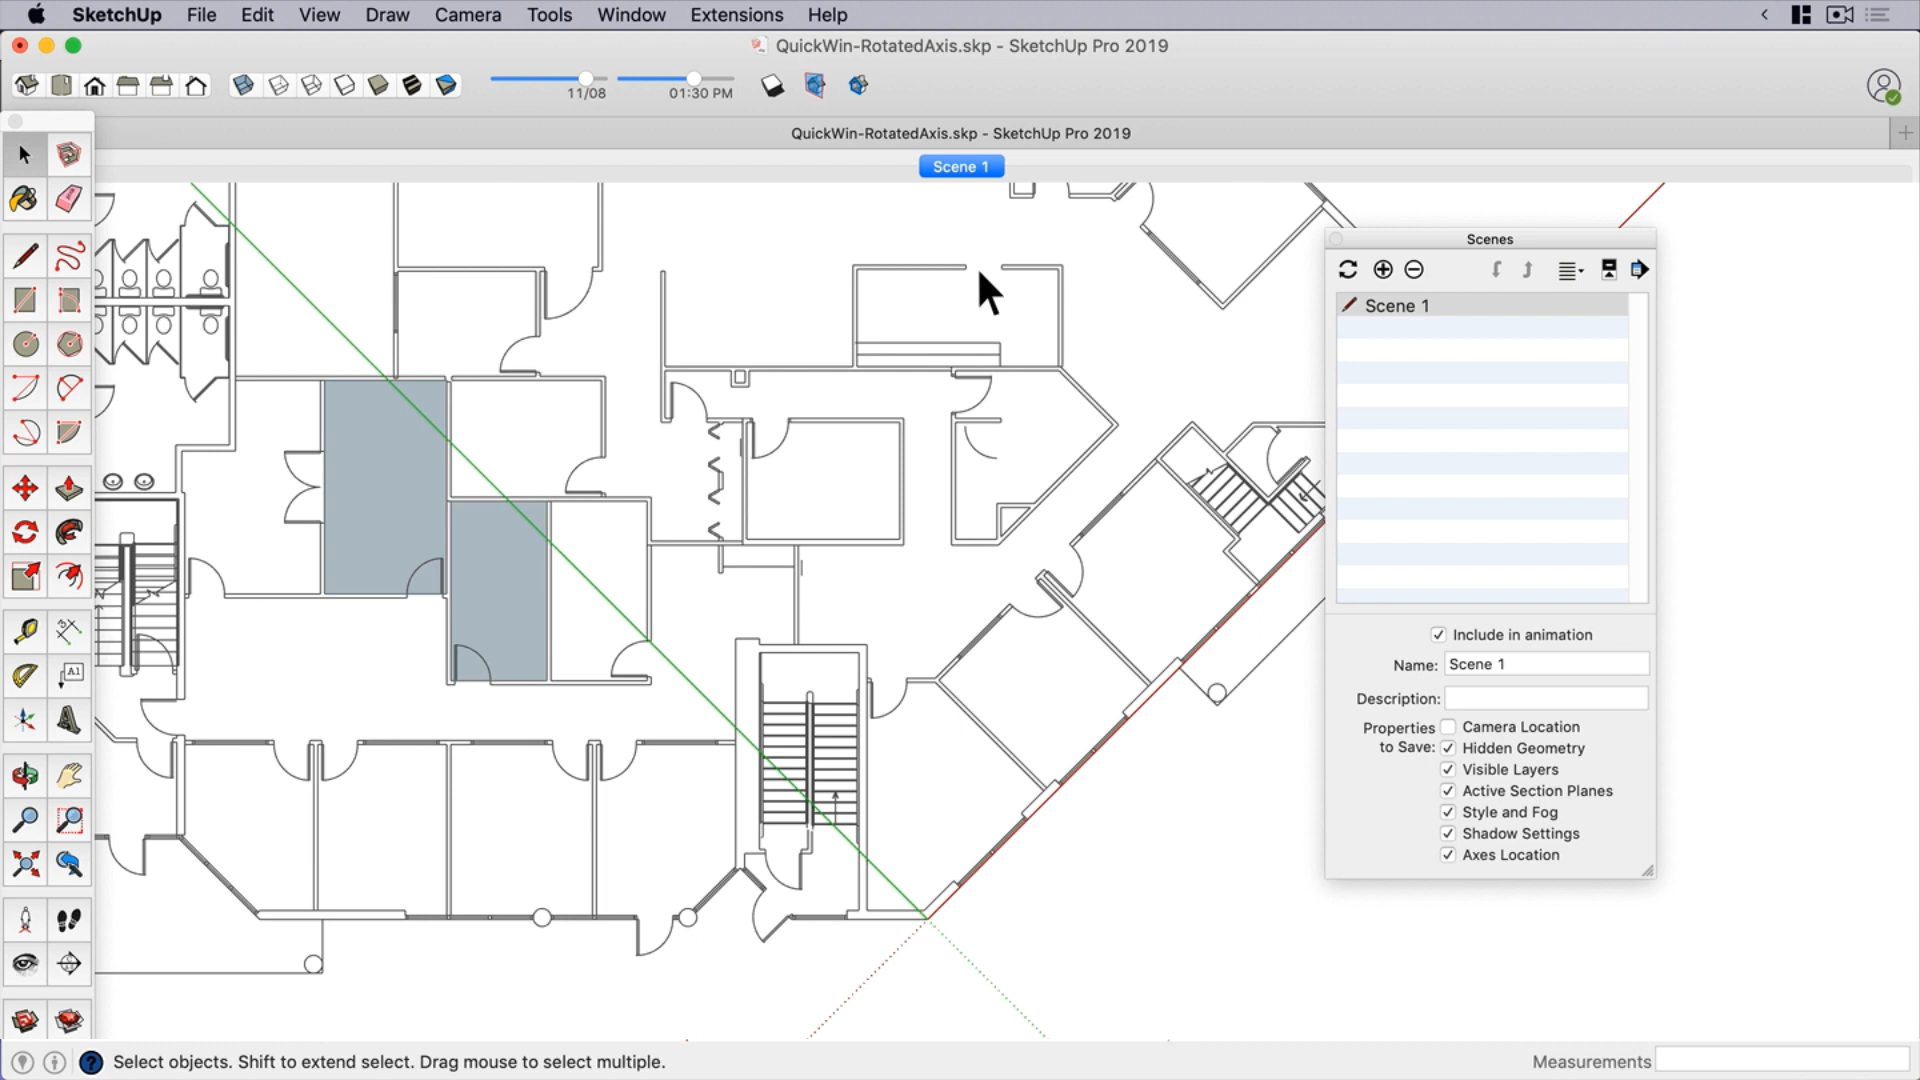 SketchUp File Edit View Draw Camera Tools Window Extensions Help
QuickWin-RotatedAxis.skp - SketchUp Pro 2019
11/08 01:30 PM
QuickWin-RotatedAxis.skp - SketchUp Pro 2019
Scene 1
Scenes
Scene 1
Include in animation
Name: Scene 1
Description:
Properties to Save:
Camera Location
Hidden Geometry
Visible Layers
Active Section Planes
Style and Fog
Shadow Settings
Axes Location
A1
Select objects. Shift to extend select. Drag mouse to select multiple.
Measurements